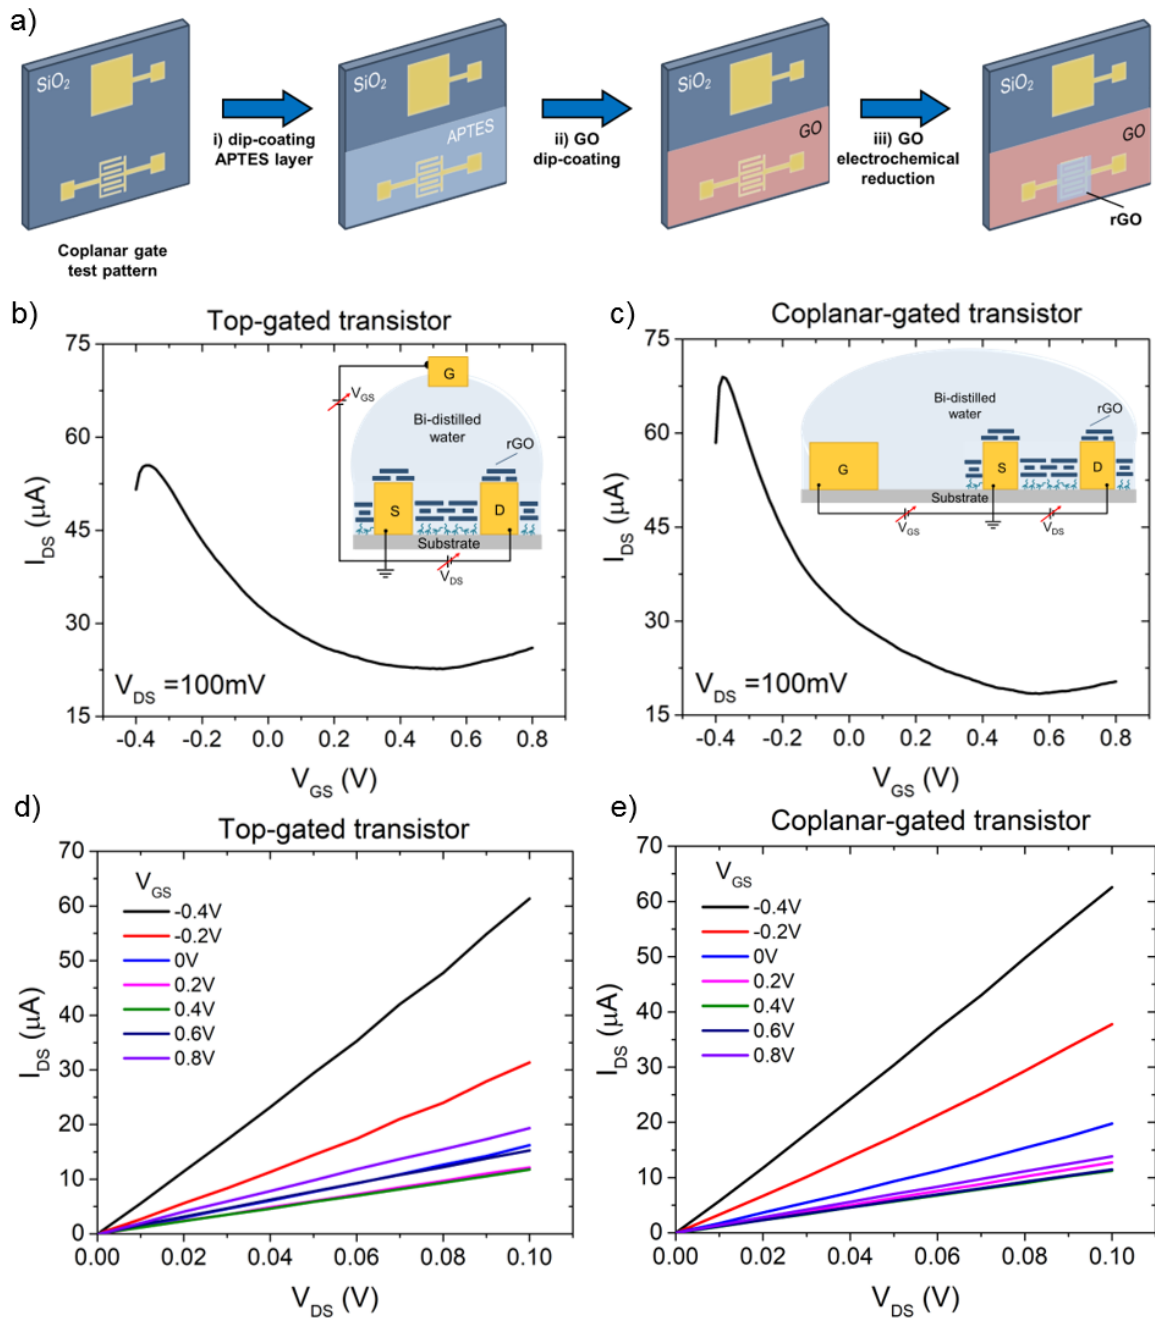 a)
SiO2
SiO2
SiO2
SiO2
APTES
GO
GO
i) dip-coating
APTES layer
ii) GO
dip-coating
iii) GO
electrochemical
reduction
rGO
Coplanar gate
test pattern
b)
Top-gated transistor
75
60
45
30
15
IDS (μA)
-0.4 -0.2 0.0 0.2 0.4 0.6 0.8
VGS (V)
VDS =100mV
G
VGS
Bi-distilled
water
rGO
S
D
Substrate
VDS
c)
Coplanar-gated transistor
75
60
45
30
15
IDS (μA)
-0.4 -0.2 0.0 0.2 0.4 0.6 0.8
VGS (V)
VDS =100mV
Bi-distilled
water
rGO
G
S
D
Substrate
VGS
VDS
d)
Top-gated transistor
70
60
50
40
30
20
10
0
IDS (μA)
VGS
-0.4V
-0.2V
0V
0.2V
0.4V
0.6V
0.8V
0.00 0.02 0.04 0.06 0.08 0.10
VDS (V)
e)
Coplanar-gated transistor
70
60
50
40
30
20
10
0
IDS (μA)
VGS
-0.4V
-0.2V
0V
0.2V
0.4V
0.6V
0.8V
0.00 0.02 0.04 0.06 0.08 0.10
VDS (V)